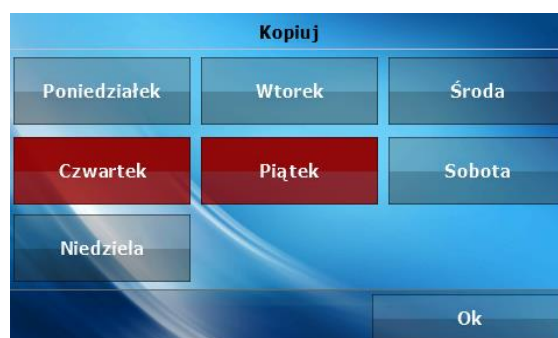 Kopiuj
Poniedziałek Wtorek Środa
Czwartek Piątek Sobota
Niedziela
Ok